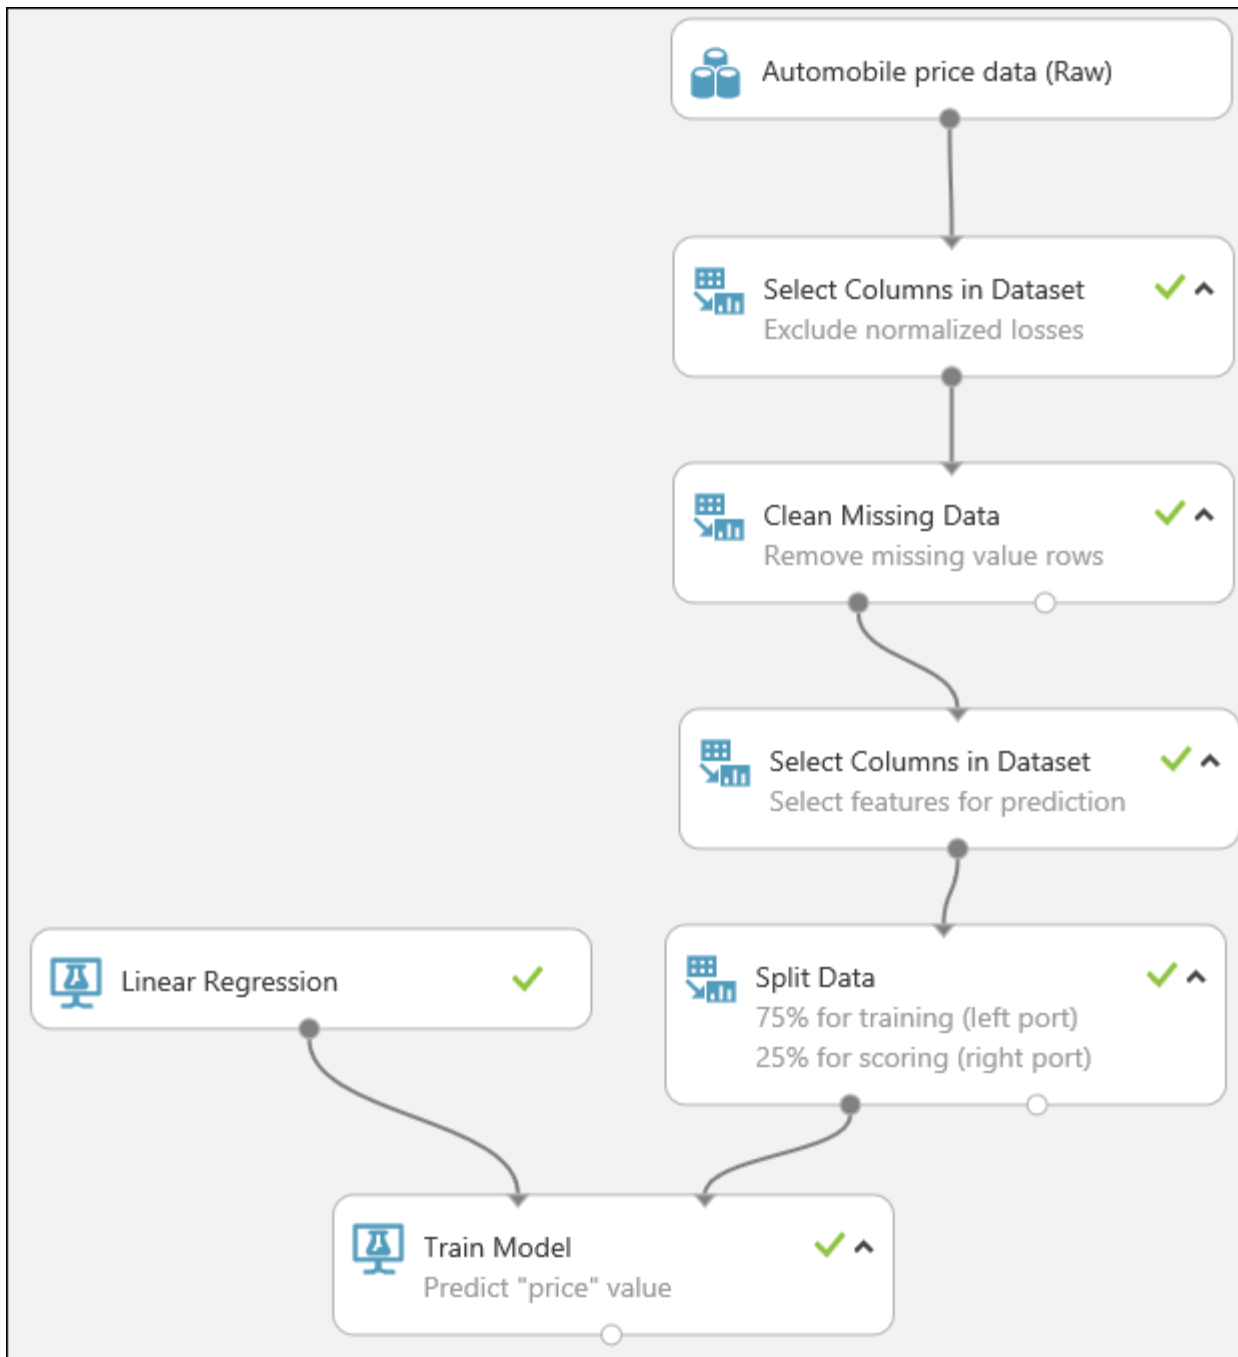 Automobile price data (Raw)
Select Columns in Dataset
Exclude normalized losses
Clean Missing Data
Remove missing value rows
Select Columns in Dataset
Select features for prediction
Linear Regression
Split Data
75% for training (left port)
25% for scoring (right port)
Train Model
Predict "price" value